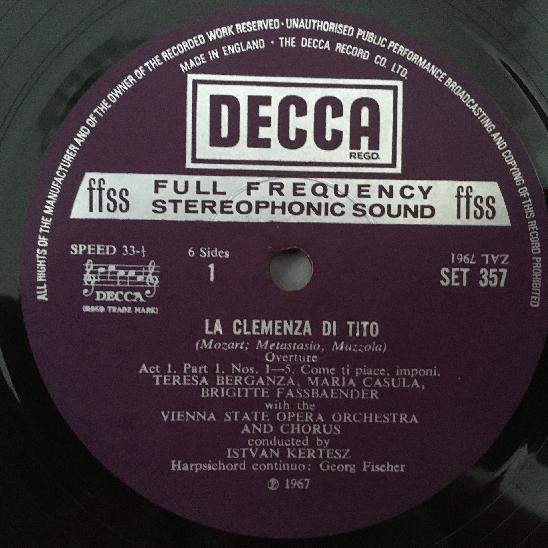 ALL RIGHTS OF THE MANUFACTURER AND OF THE OWNER OF THE RECORDED WORK RESERVED · UNAUTHORISED PUBLIC PERFORMANCE BROADCASTING AND COPYING OF THIS RECORD PROHIBITED
MADE IN ENGLAND · THE DECCA RECORD CO. LTD.
DECCA
REGD.
ffss FULL FREQUENCY STEREOPHONIC SOUND ffss
SPEED 33⅓
6 Sides
1
ZAL 7961
SET 357
DECCA
(REGD TRADE MARK)
LA CLEMENZA DI TITO
(Mozart; Metastasio, Mazzola)
Overture
Act 1. Part 1. Nos. 1—5. Come ti piace, imponi.
TERESA BERGANZA, MARIA CASULA,
BRIGITTE FASSBAENDER
with the
VIENNA STATE OPERA ORCHESTRA
AND CHORUS
conducted by
ISTVAN KERTESZ
Harpsichord continuo: Georg Fischer
℗ 1967